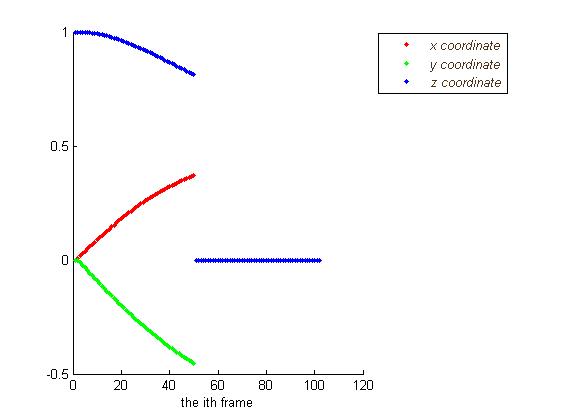 1
0.5
0
-0.5
0 20 40 60 80 100 120
the ith frame
x coordinate
y coordinate
z coordinate